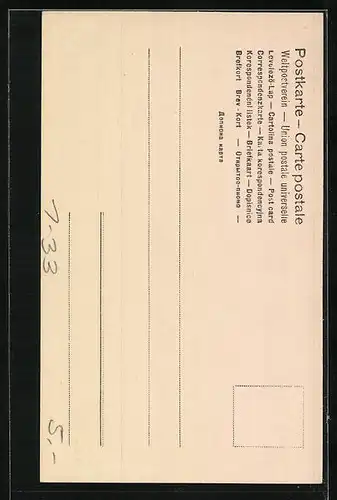 Postkarte — Carte postale
Weltpostverein — Union postale universelle
Levelező-Lap — Cartolina postale — Post card
Correspondenzkarte — Karta korespondencyjna
Korespondenční lístek — Briefkaart — Dopisnice
Brefkort Brev-Kort — Открытое письмо —
Дописна карта
7-33
5.-